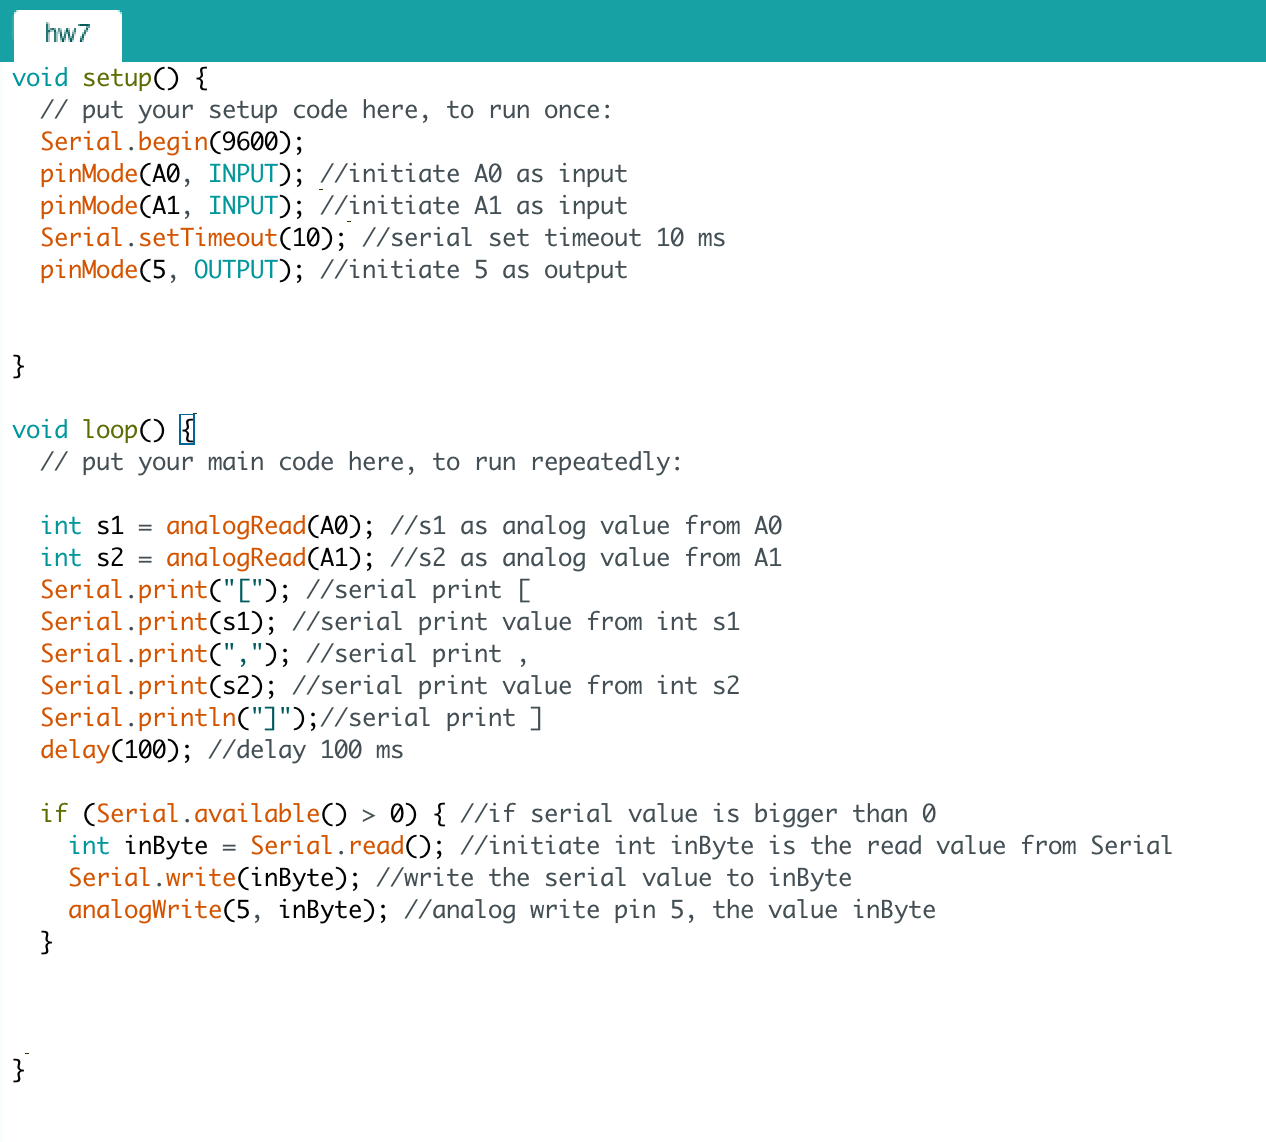 hw7
void setup() {
  // put your setup code here, to run once:
  Serial.begin(9600);
  pinMode(A0, INPUT); //initiate A0 as input
  pinMode(A1, INPUT); //initiate A1 as input
  Serial.setTimeout(10); //serial set timeout 10 ms
  pinMode(5, OUTPUT); //initiate 5 as output
}
void loop() {
  // put your main code here, to run repeatedly:
  int s1 = analogRead(A0); //s1 as analog value from A0
  int s2 = analogRead(A1); //s2 as analog value from A1
  Serial.print("["); //serial print [
  Serial.print(s1); //serial print value from int s1
  Serial.print(","); //serial print ,
  Serial.print(s2); //serial print value from int s2
  Serial.println("]");//serial print ]
  delay(100); //delay 100 ms
  if (Serial.available() > 0) { //if serial value is bigger than 0
    int inByte = Serial.read(); //initiate int inByte is the read value from Serial
    Serial.write(inByte); //write the serial value to inByte
    analogWrite(5, inByte); //analog write pin 5, the value inByte
  }
}